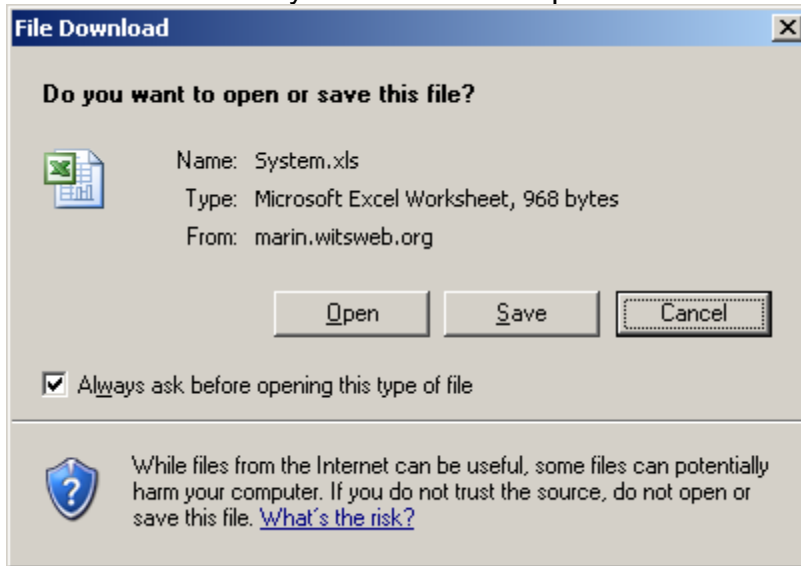 File Download
Do you want to open or save this file?
Name: System.xls
Type: Microsoft Excel Worksheet, 968 bytes
From: marin.witsweb.org
Open Save Cancel
Always ask before opening this type of file
While files from the Internet can be useful, some files can potentially
harm your computer. If you do not trust the source, do not open or
save this file. What's the risk?